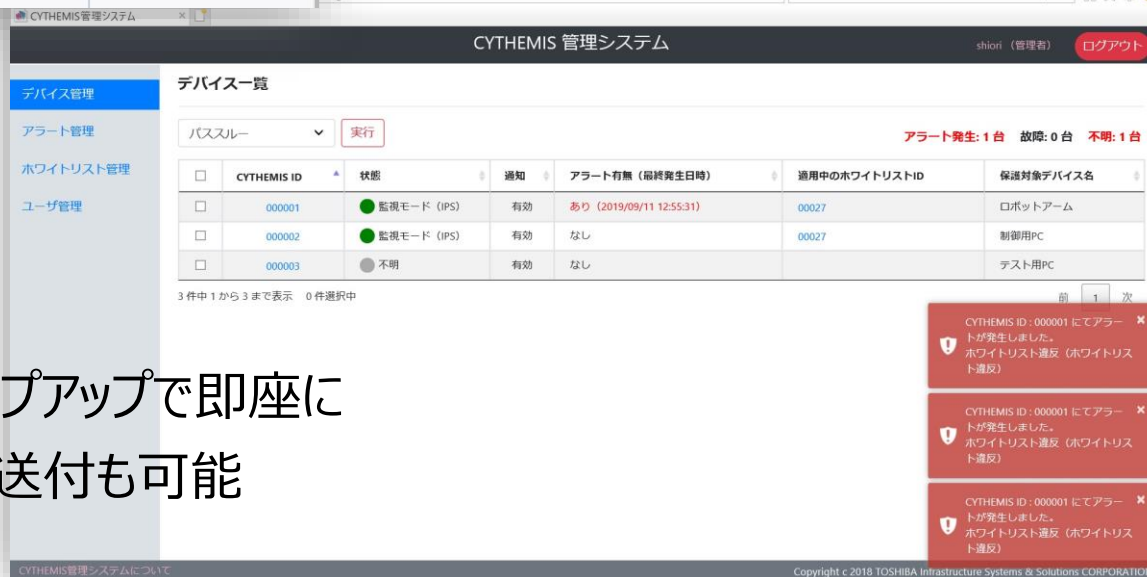 CYTHEMIS管理システム
CYTHEMIS 管理システム
shiori （管理者） ログアウト
デバイス管理
アラート管理
ホワイトリスト管理
ユーザ管理
デバイス一覧
パススルー 実行
アラート発生: 1 台 故障: 0 台 不明: 1 台
CYTHEMIS ID 状態 通知 アラート有無（最終発生日時） 適用中のホワイトリストID 保護対象デバイス名
000001 監視モード（IPS） 有効 あり（2019/09/11 12:55:31） 00027 ロボットアーム
000002 監視モード（IPS） 有効 なし 00027 制御用PC
000003 不明 有効 なし テスト用PC
3 件中 1 から 3 まで表示 0 件選択中
前 1 次
CYTHEMIS ID : 000001 にてアラー
トが発生しました。
ホワイトリスト違反（ホワイトリス
ト違反）
CYTHEMIS ID : 000001 にてアラー
トが発生しました。
ホワイトリスト違反（ホワイトリス
ト違反）
CYTHEMIS ID : 000001 にてアラー
トが発生しました。
ホワイトリスト違反（ホワイトリス
ト違反）
プアップで即座に
送付も可能
CYTHEMIS管理システムについて
Copyright c 2018 TOSHIBA Infrastructure Systems & Solutions CORPORATIO